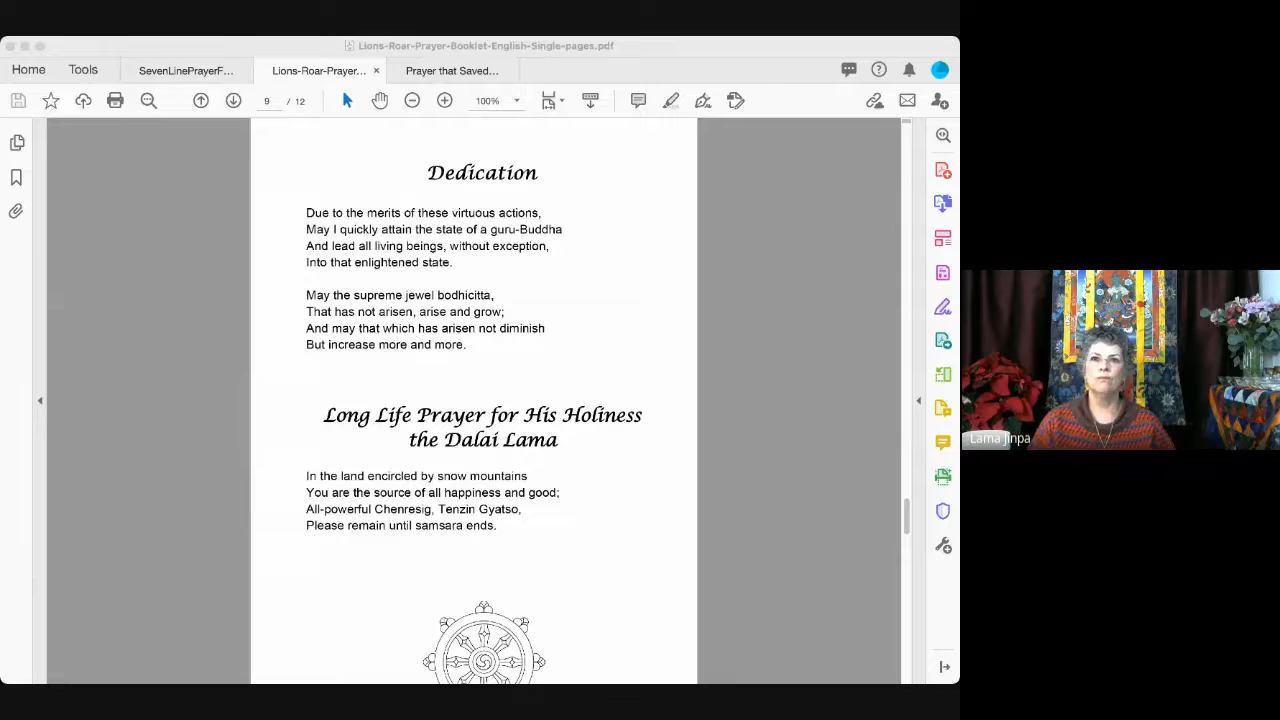 Lions-Roar-Prayer-Booklet-English-Single-pages.pdf
Home
Tools
SevenLinePrayerF...
Lions-Roar-Prayer...
Prayer that Saved...
9 / 12
100%
Dedication
Due to the merits of these virtuous actions,
May I quickly attain the state of a guru-Buddha
And lead all living beings, without exception,
Into that enlightened state.
May the supreme jewel bodhicitta,
That has not arisen, arise and grow;
And may that which has arisen not diminish
But increase more and more.
Long Life Prayer for His Holiness
the Dalai Lama
In the land encircled by snow mountains
You are the source of all happiness and good;
All-powerful Chenresig, Tenzin Gyatso,
Please remain until samsara ends.
Lama Jinpa